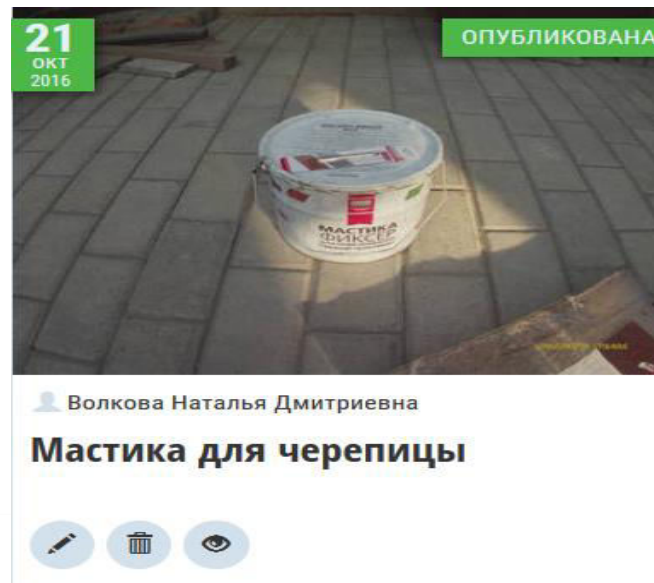 21
ОКТ
2016
ОПУБЛИКОВАНА
МАСТИКА
ФИКСЕР
Волкова Наталья Дмитриевна
Мастика для черепицы